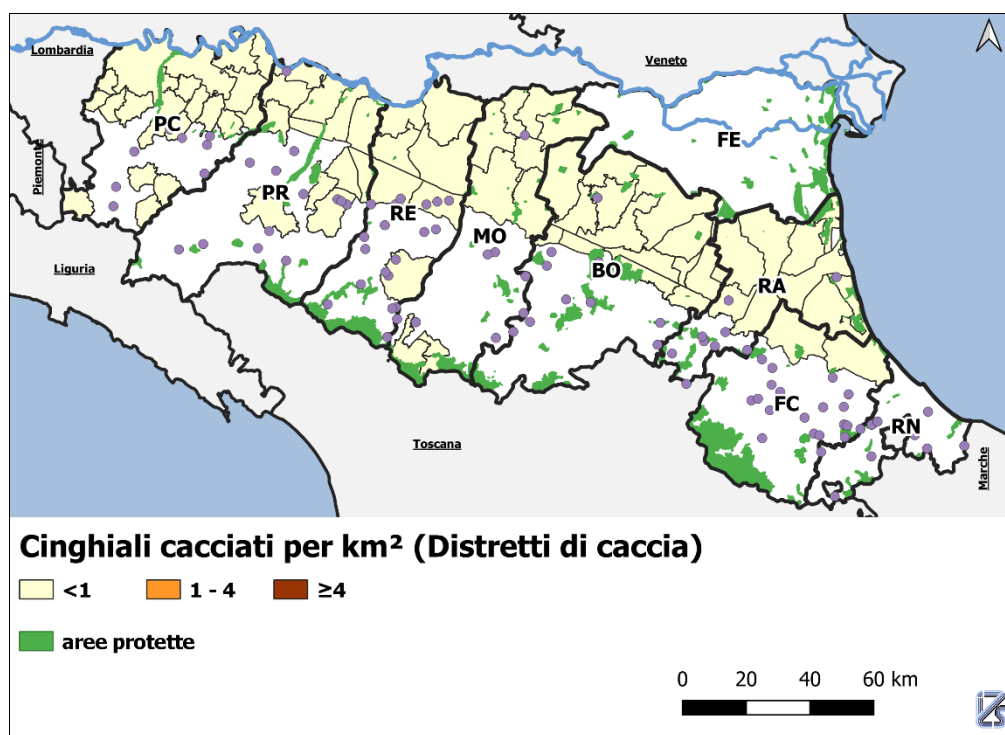 Lombardia
Veneto
PC
FE
Piemonte
PR
RE
MO
BO
RA
Liguria
FC
RN
Toscana
Marche
Cinghiali cacciati per km² (Distretti di caccia)
<1 1 - 4 ≥4
aree protette
0 20 40 60 km